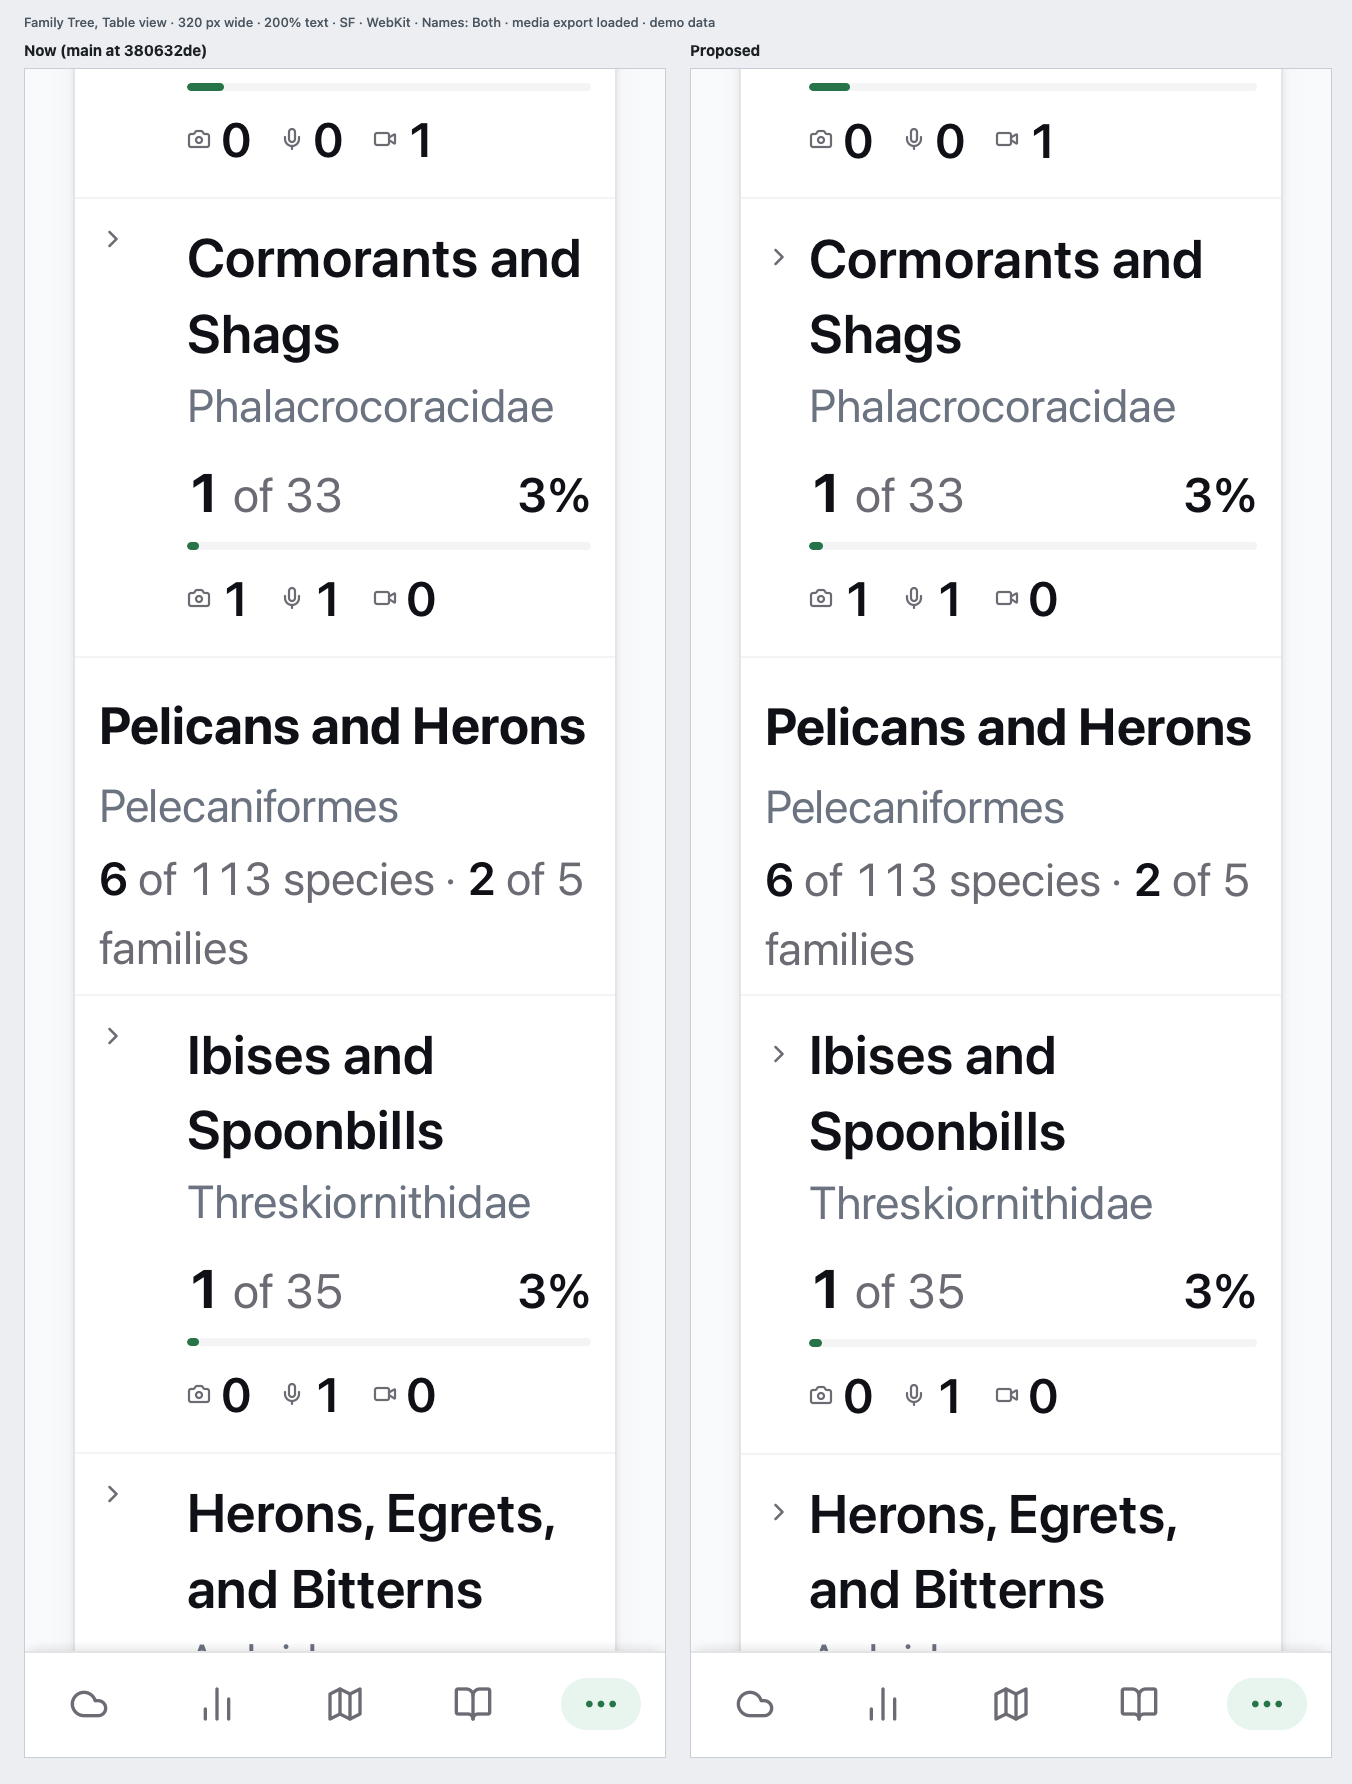 Family Tree, Table view · 320 px wide · 200% text · SF · WebKit · Names: Both · media export loaded · demo data
Now (main at 380632de)
0 0 1
Cormorants and
Shags
Phalacrocoracidae
1 of 33 3%
1 1 0
Pelicans and Herons
Pelecaniformes
6 of 113 species · 2 of 5
families
Ibises and
Spoonbills
Threskiornithidae
1 of 35 3%
0 1 0
Herons, Egrets,
and Bitterns
Proposed
0 0 1
Cormorants and
Shags
Phalacrocoracidae
1 of 33 3%
1 1 0
Pelicans and Herons
Pelecaniformes
6 of 113 species · 2 of 5
families
Ibises and
Spoonbills
Threskiornithidae
1 of 35 3%
0 1 0
Herons, Egrets,
and Bitterns